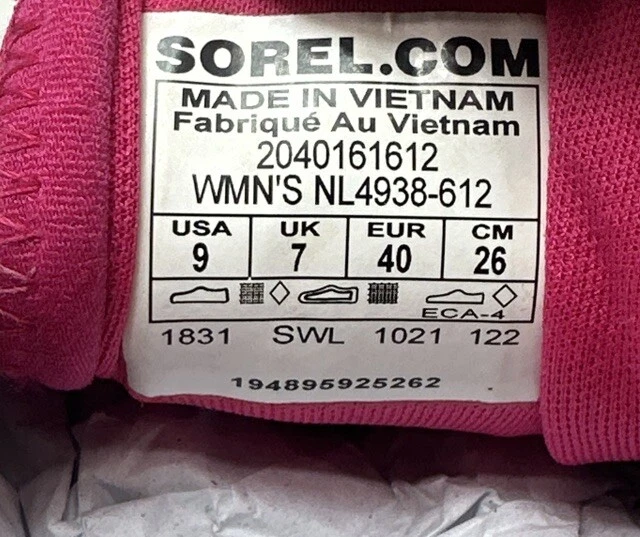 SOREL.COM
MADE IN VIETNAM
Fabriqué Au Vietnam
2040161612
WMN'S NL4938-612
USA UK EUR CM
9 7 40 26
ECA-4
1831 SWL 1021 122
194895925262